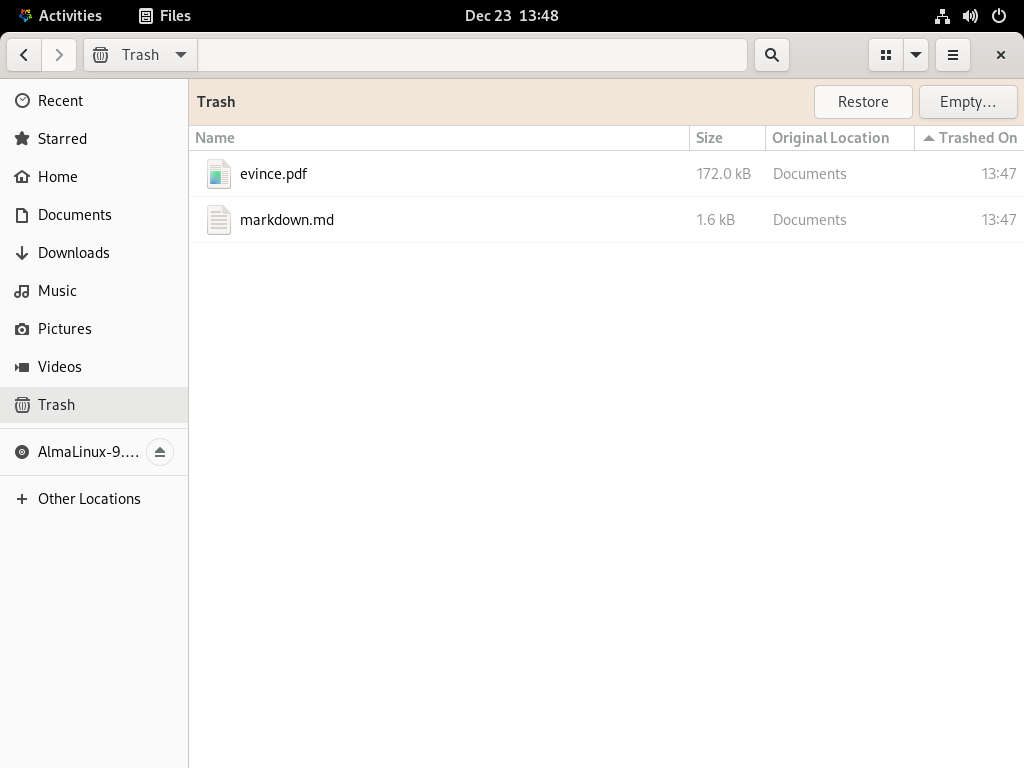 Activities Files Dec 23 13:48
Trash
Recent
Starred
Home
Documents
Downloads
Music
Pictures
Videos
Trash
AlmaLinux-9.…
Other Locations
Trash Restore Empty…
Name Size Original Location Trashed On
evince.pdf 172.0 kB Documents 13:47
markdown.md 1.6 kB Documents 13:47